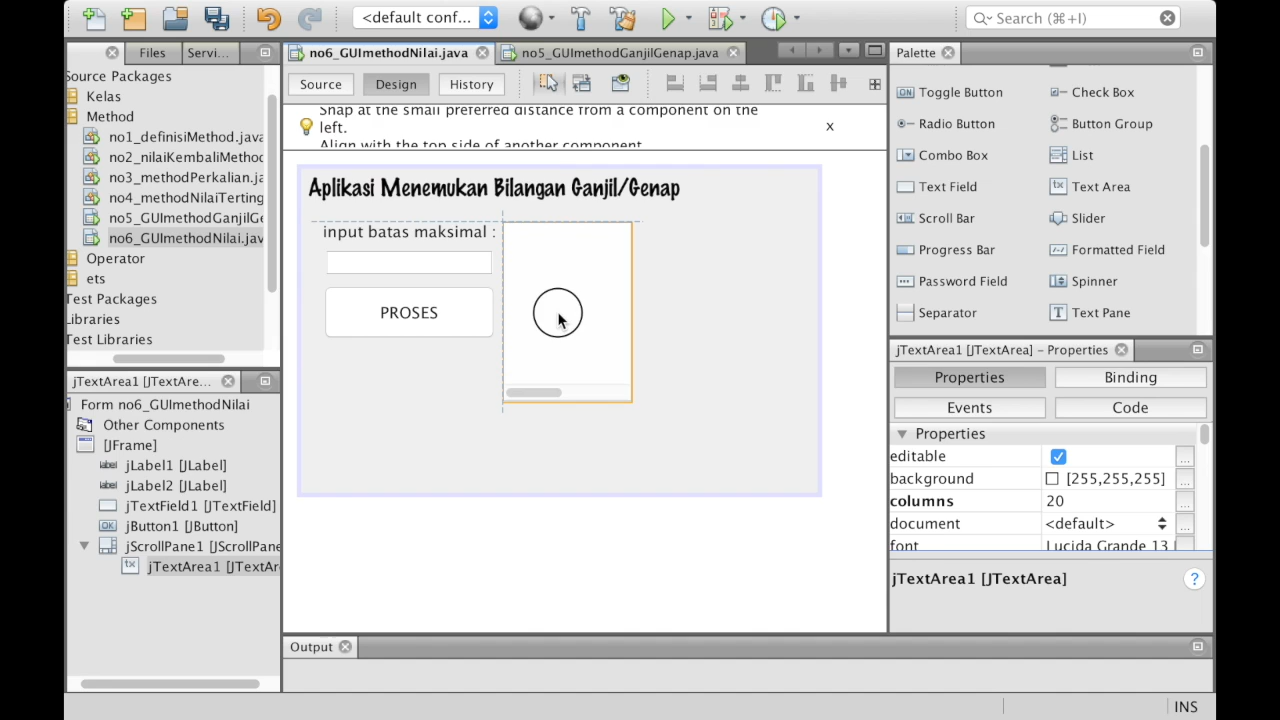 <default conf...
Search (⌘+I)
Files
Servi...
no6_GUImethodNilai.java
no5_GUImethodGanjilGenap.java
Palette
Source Packages
Kelas
Method
no1_definisiMethod.java
no2_nilaiKembaliMethod
no3_methodPerkalian.ja
no4_methodNilaiTerting
no5_GUImethodGanjilGe
no6_GUImethodNilai.jav
Operator
ets
Test Packages
Libraries
Test Libraries
Source
Design
History
Snap at the small preferred distance from a component on the
left.
Align with the top side of another component.
x
Aplikasi Menemukan Bilangan Ganjil/Genap
input batas maksimal :
PROSES
Toggle Button
Check Box
Radio Button
Button Group
Combo Box
List
Text Field
Text Area
Scroll Bar
Slider
Progress Bar
Formatted Field
Password Field
Spinner
Separator
Text Pane
jTextArea1 [JTextAre...
Form no6_GUImethodNilai
Other Components
[JFrame]
label jLabel1 [JLabel]
label jLabel2 [JLabel]
jTextField1 [JTextField]
OK jButton1 [JButton]
jScrollPane1 [JScrollPane
jTextArea1 [JTextAr
jTextArea1 [JTextArea] – Properties
Properties
Binding
Events
Code
Properties
editable
background
[255,255,255]
columns
20
document
<default>
font
Lucida Grande 13
jTextArea1 [JTextArea]
?
Output
INS